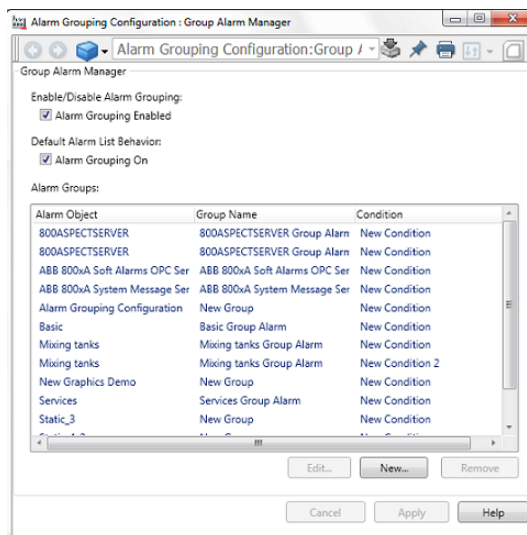 Alarm Grouping Configuration : Group Alarm Manager
Alarm Grouping Configuration:Group
Group Alarm Manager
Enable/Disable Alarm Grouping:
Alarm Grouping Enabled
Default Alarm List Behavior:
Alarm Grouping On
Alarm Groups:
Alarm Object Group Name Condition
800ASPECTSERVER 800ASPECTSERVER Group Alarm New Condition
800ASPECTSERVER 800ASPECTSERVER Group Alarm New Condition
ABB 800xA Soft Alarms OPC Ser ABB 800xA Soft Alarms OPC Ser New Condition
ABB 800xA System Message Ser ABB 800xA System Message Ser New Condition
Alarm Grouping Configuration New Group New Condition
Basic Basic Group Alarm New Condition
Mixing tanks Mixing tanks Group Alarm New Condition
Mixing tanks Mixing tanks Group Alarm New Condition 2
New Graphics Demo New Group New Condition
Services Services Group Alarm New Condition
Static_3 New Group New Condition
Edit... New... Remove
Cancel Apply Help